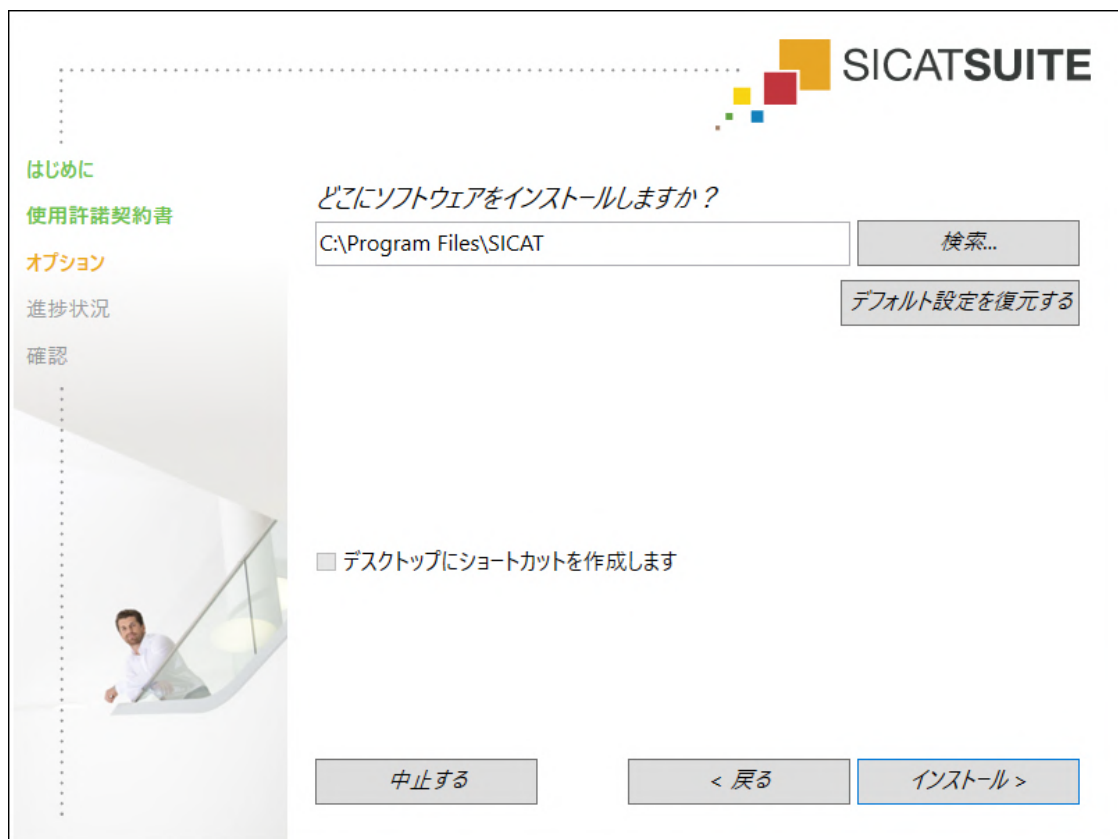 SICATSUITE
はじめに
使用許諾契約書
オプション
進捗状況
確認
どこにソフトウェアをインストールしますか？
C:\Program Files\SICAT
検索...
デフォルト設定を復元する
デスクトップにショートカットを作成します
中止する
< 戻る
インストール >